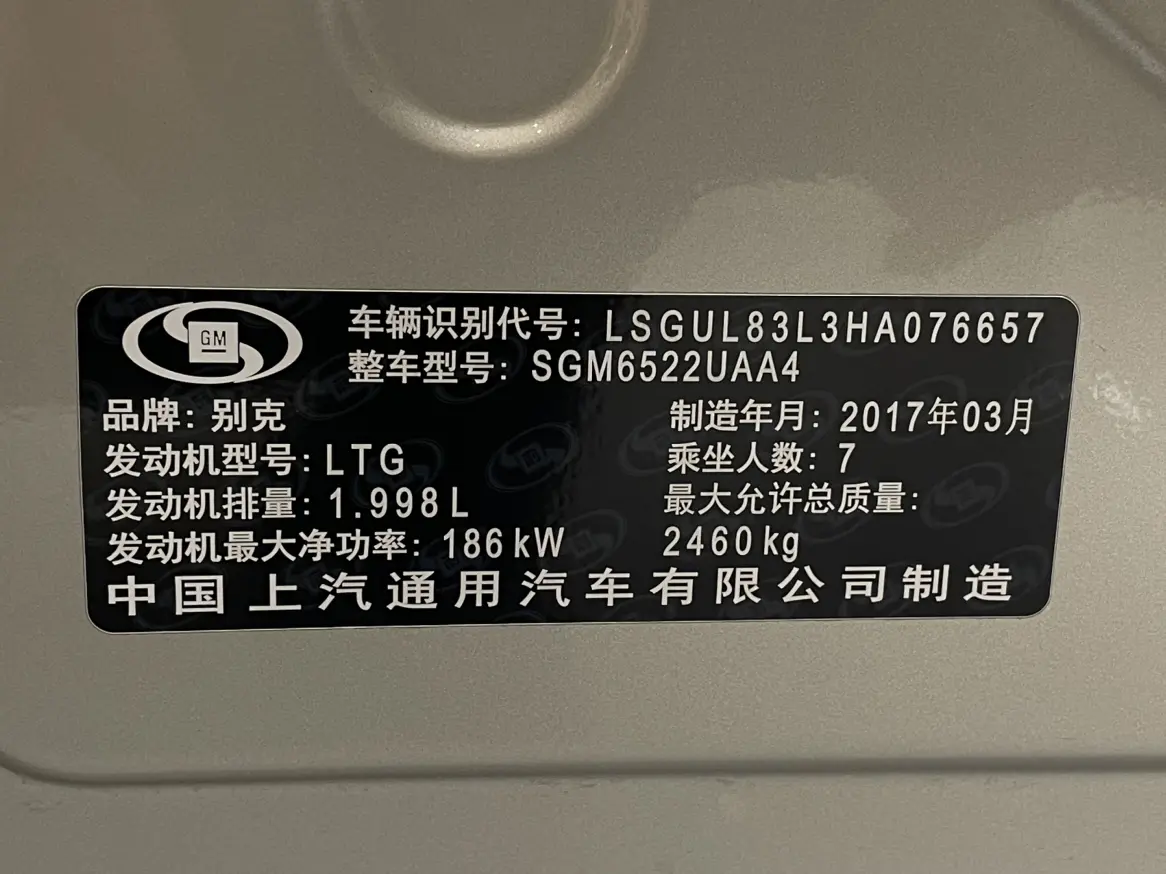 GM
车辆识别代号: LSGUL83L3HA076657
整车型号: SGM6522UAA4
品牌: 别克 制造年月: 2017年03月
发动机型号: LTG 乘坐人数: 7
发动机排量: 1.998L 最大允许总质量:
发动机最大净功率: 186kW 2460kg
中国上汽通用汽车有限公司制造